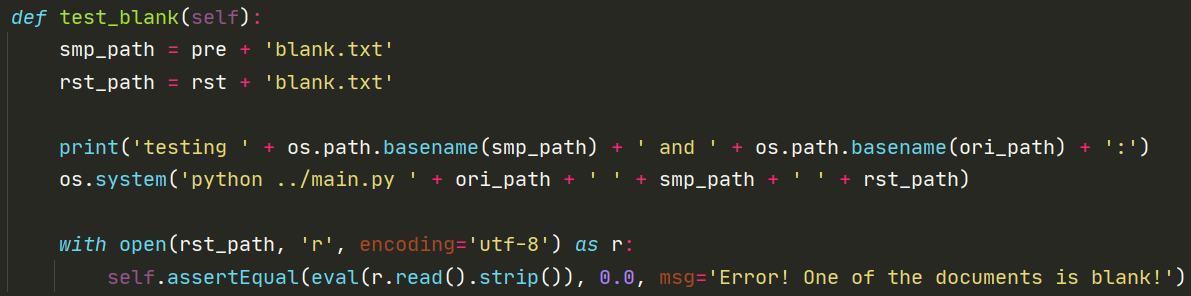 def test_blank(self):
    smp_path = pre + 'blank.txt'
    rst_path = rst + 'blank.txt'

    print('testing ' + os.path.basename(smp_path) + ' and ' + os.path.basename(ori_path) + ':')
    os.system('python ../main.py ' + ori_path + ' ' + smp_path + ' ' + rst_path)

    with open(rst_path, 'r', encoding='utf-8') as r:
        self.assertEqual(eval(r.read().strip()), 0.0, msg='Error! One of the documents is blank!')